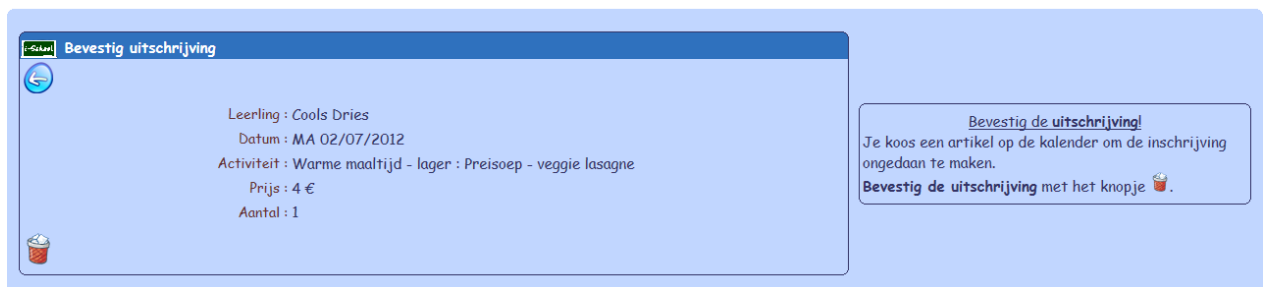 i-School Bevestig uitschrijving
Leerling : Cools Dries
Datum : MA 02/07/2012
Activiteit : Warme maaltijd - lager : Preisoep - veggie lasagne
Prijs : 4 €
Aantal : 1
Bevestig de uitschrijving!
Je koos een artikel op de kalender om de inschrijving
ongedaan te maken.
Bevestig de uitschrijving met het knopje .